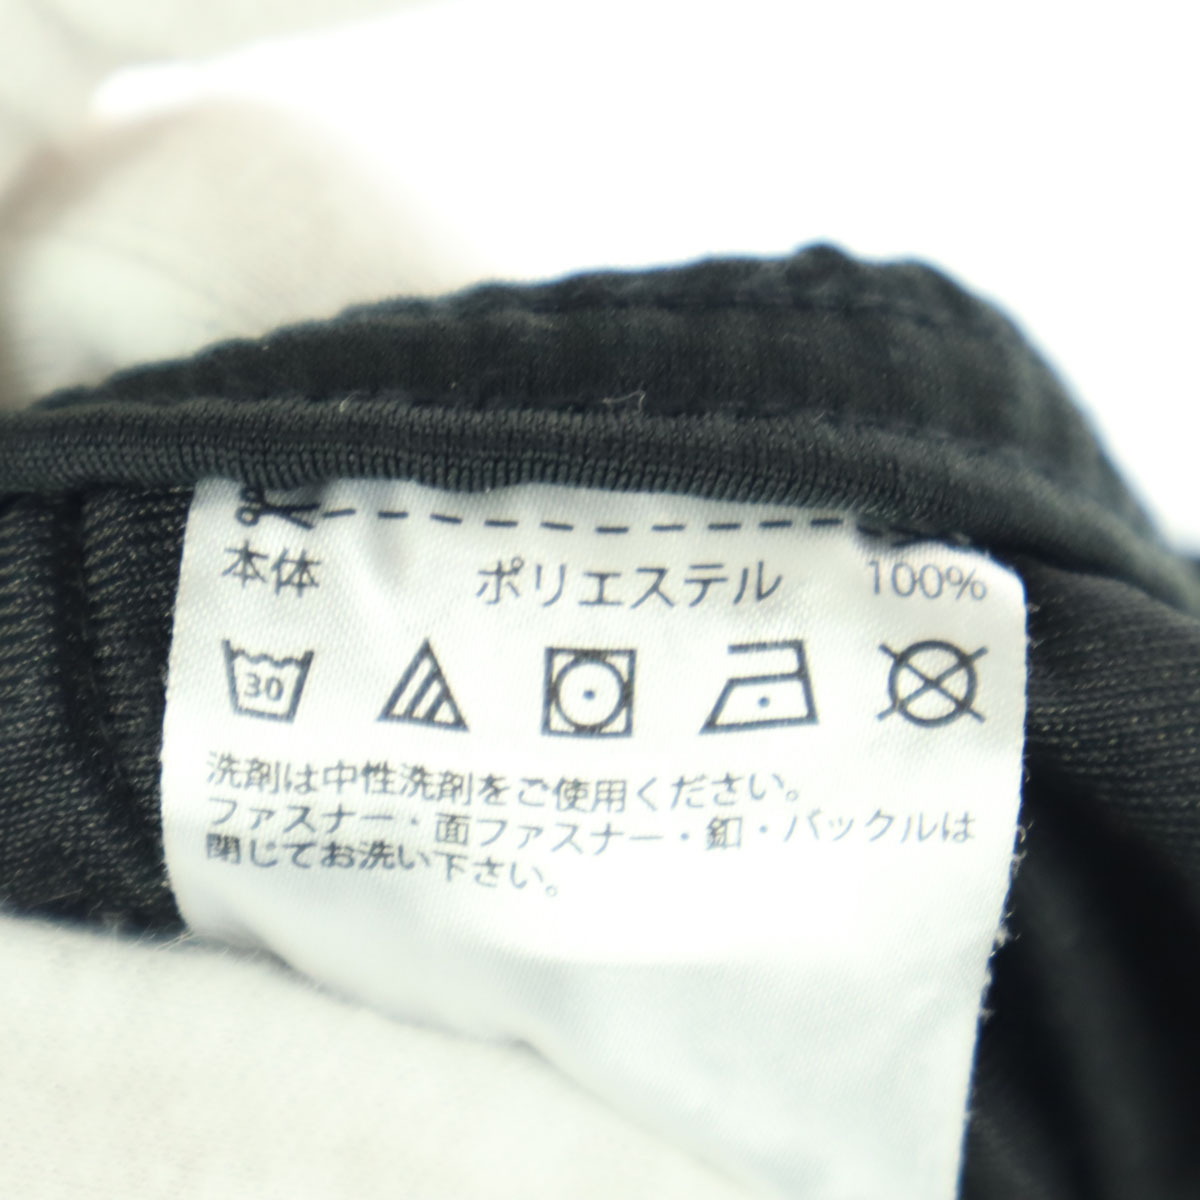 本体 ポリエステル 100%
30
洗剤は中性洗剤をご使用ください。
ファスナー・面ファスナー・釦・バックルは
閉じてお洗い下さい。